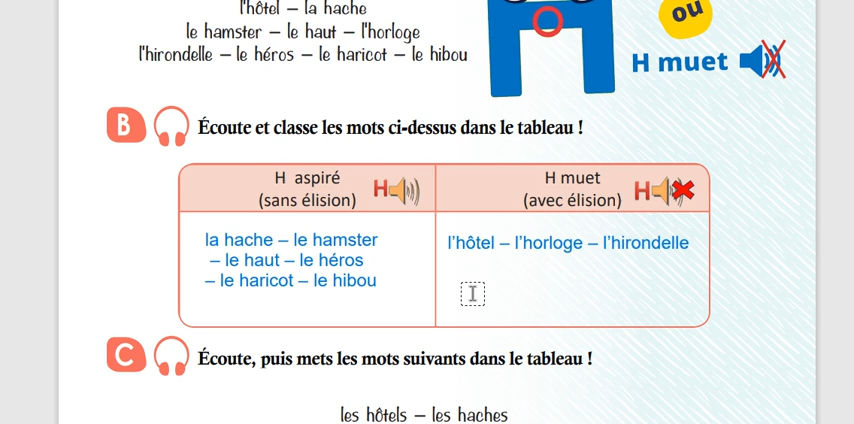 l'hôtel – la hache
le hamster – le haut – l'horloge
l'hirondelle – le héros – le haricot – le hibou
ou
H muet
B
Écoute et classe les mots ci-dessus dans le tableau !
H aspiré
(sans élision)
H
H muet
(avec élision)
H
la hache – le hamster
– le haut – le héros
– le haricot – le hibou
l'hôtel – l'horloge – l'hirondelle
C
Écoute, puis mets les mots suivants dans le tableau !
les hôtels – les haches